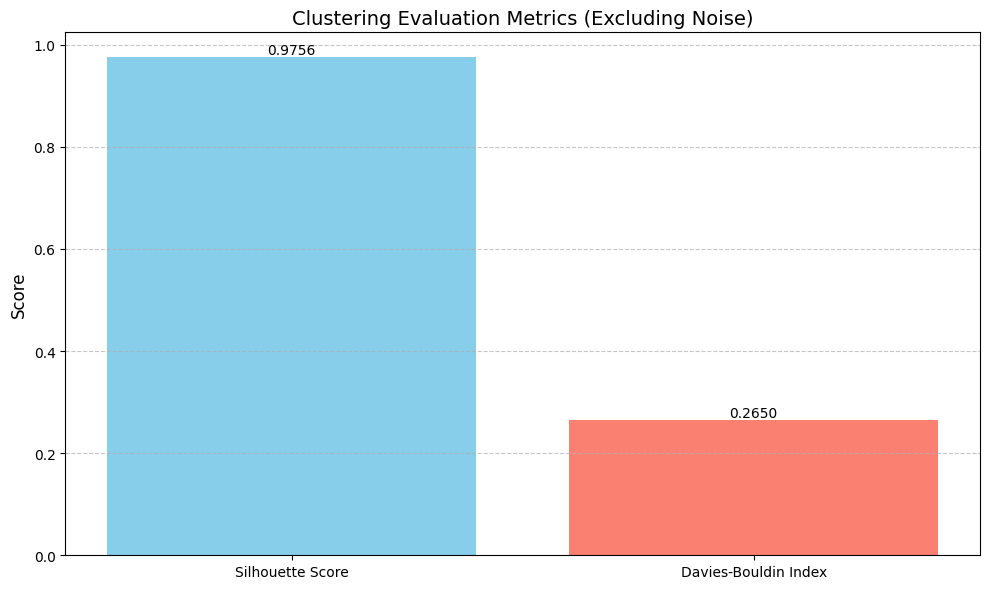 Clustering Evaluation Metrics (Excluding Noise)
1.0
0.8
0.6
0.4
0.2
0.0
Score
0.9756
0.2650
Silhouette Score
Davies-Bouldin Index